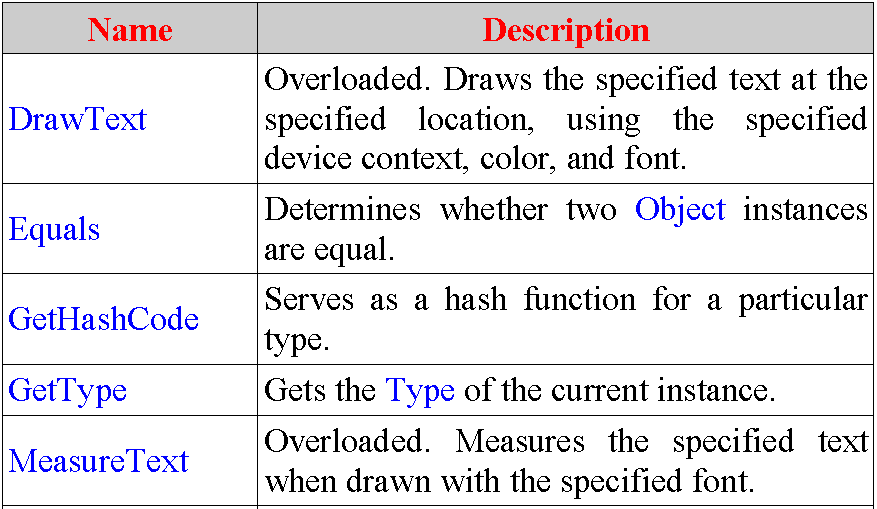 Name Description
DrawText
Overloaded. Draws the specified text at the
specified location, using the specified
device context, color, and font.
Equals
Determines whether two Object instances
are equal.
GetHashCode
Serves as a hash function for a particular
type.
GetType
Gets the Type of the current instance.
MeasureText
Overloaded. Measures the specified text
when drawn with the specified font.